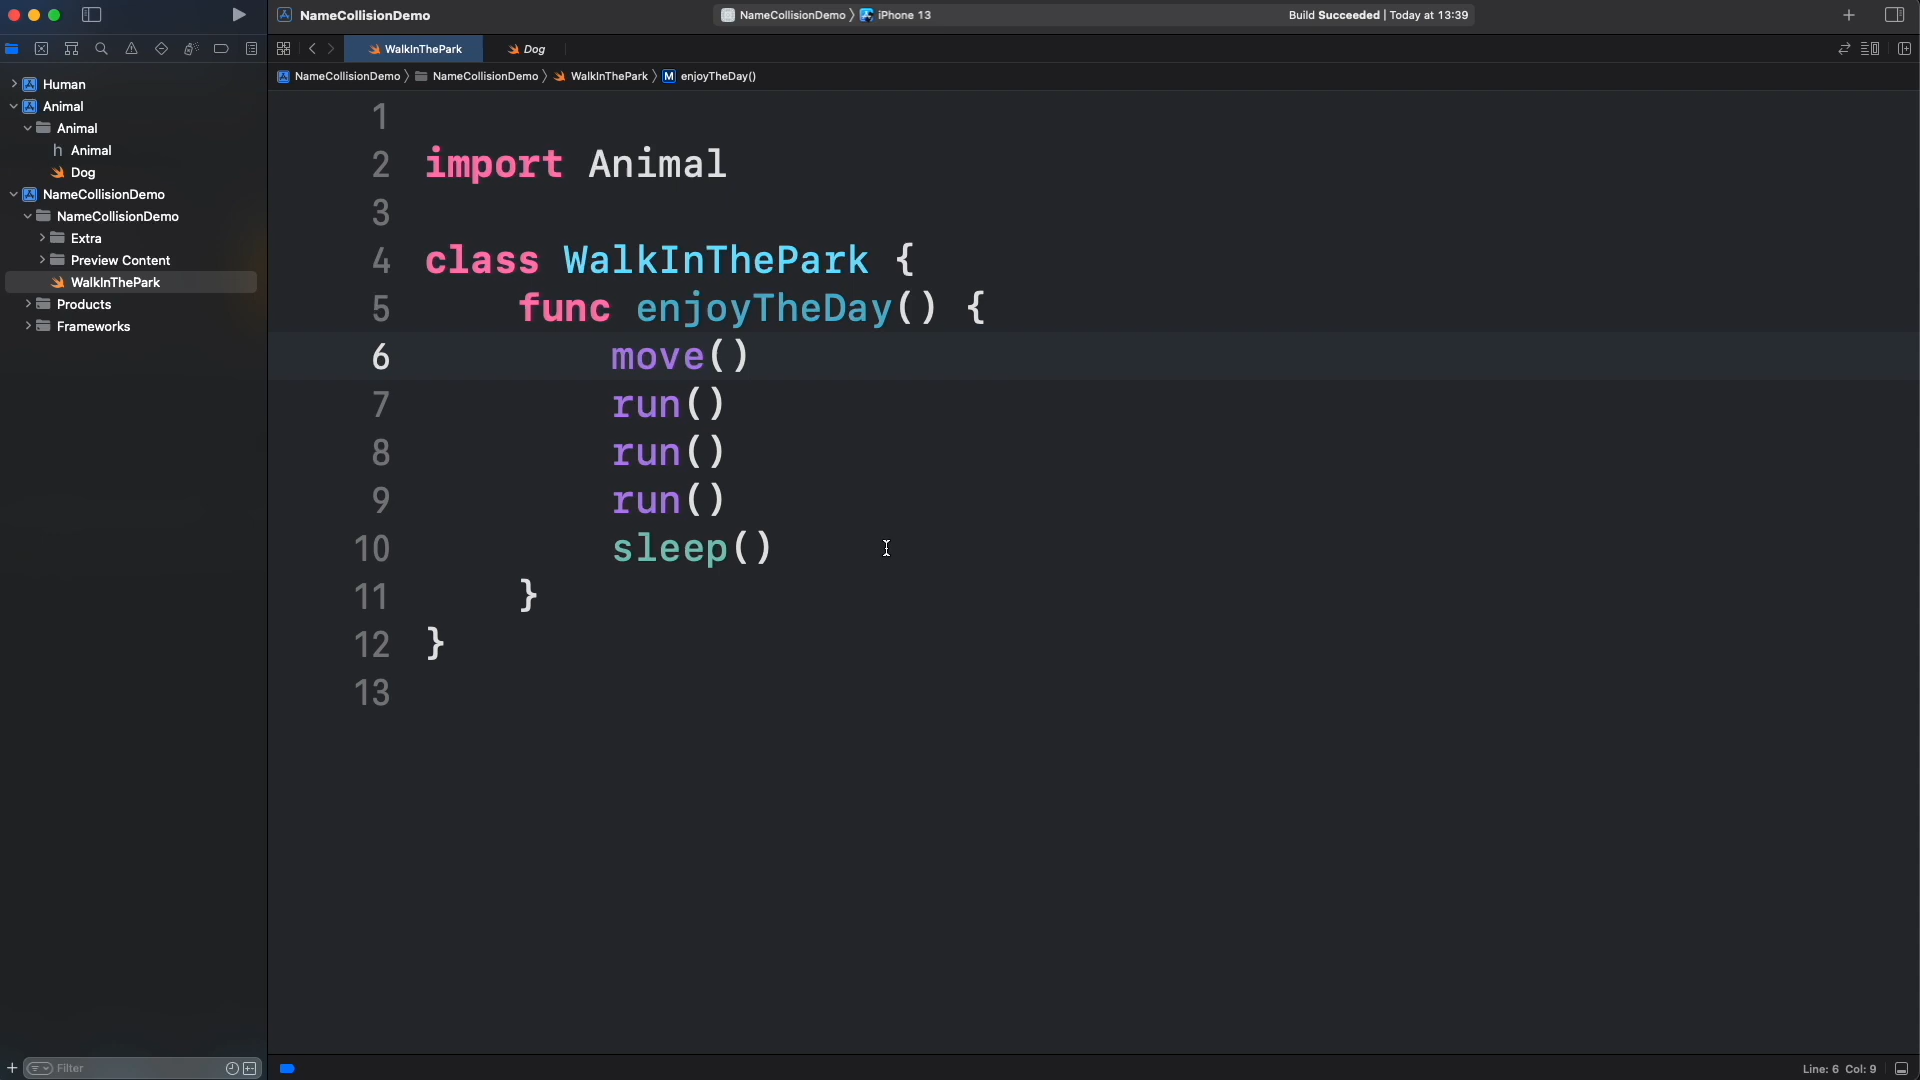 NameCollisionDemo
NameCollisionDemo iPhone 13
Build Succeeded | Today at 13:39
WalkInThePark
Dog
NameCollisionDemo NameCollisionDemo WalkInThePark M enjoyTheDay()
Human
Animal
Animal
h Animal
Dog
NameCollisionDemo
NameCollisionDemo
Extra
Preview Content
WalkInThePark
Products
Frameworks
1
2 import Animal
3
4 class WalkInThePark {
5 func enjoyTheDay() {
6 move()
7 run()
8 run()
9 run()
10 sleep()
11 }
12 }
13
Filter
Line: 6 Col: 9